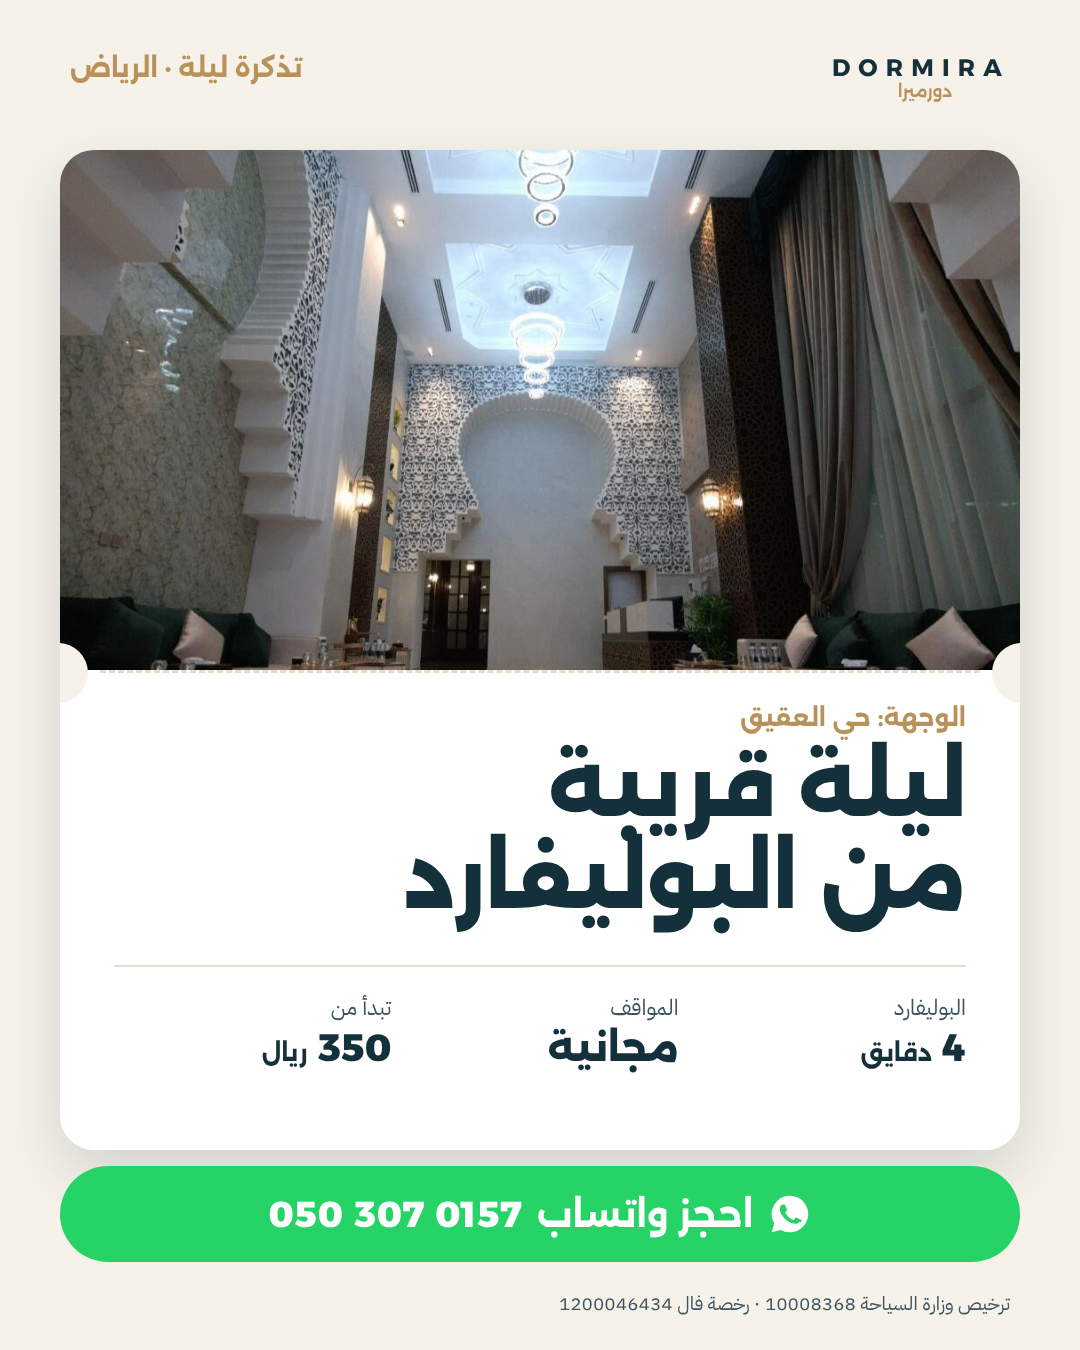 DORMIRA
دورميرا
تذكرة ليلة · الرياض
الوجهة: حي العقيق
ليلة قريبة
من البوليفارد
البوليفارد
4 دقايق
المواقف
مجانية
تبدأ من
350 ريال
احجز واتساب 050 307 0157
ترخيص وزارة السياحة 10008368 · رخصة فال 1200046434